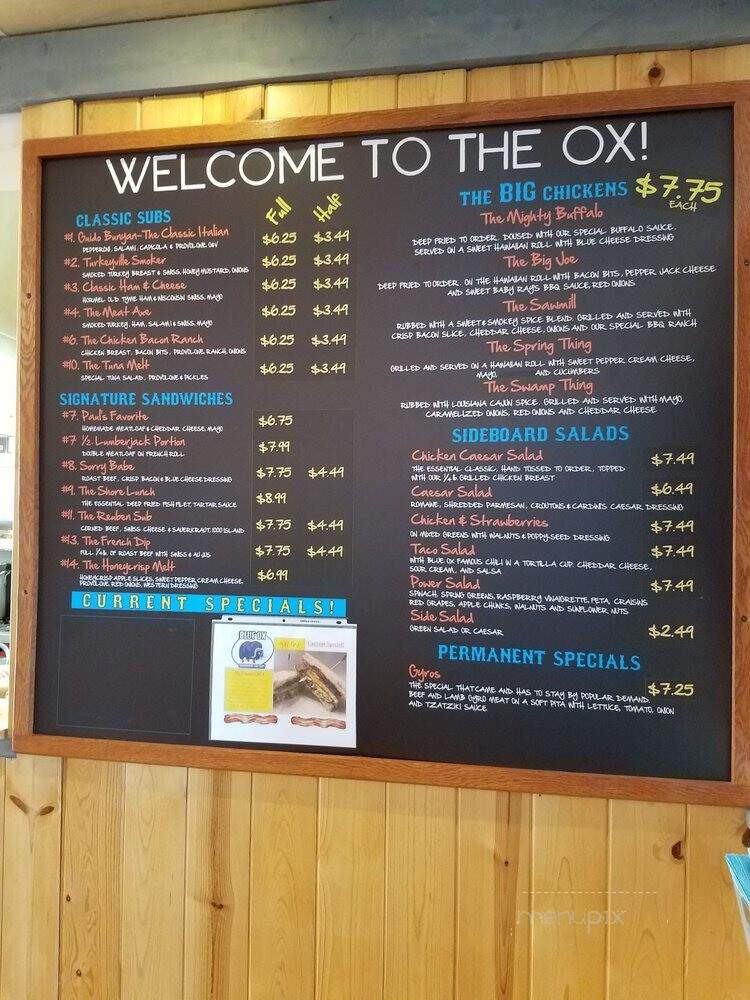 WELCOME TO THE OX!
CLASSIC SUBS
Full Half
#1. Guido Bunyan-The Classic Italian $6.25 $3.49
PEPPERONI, SALAMI, CAPICOLA & PROVOLONE, O&V
#2. Turkeyville Smoker $6.25 $3.49
SMOKED TURKEY BREAST & SWISS, HONEY MUSTARD, ONIONS
#3. Classic Ham & Cheese $6.25 $3.49
HORMEL OLD TYME HAM & WISCONSIN SWISS, MAYO
#4. The Meat Axe $6.25 $3.49
SMOKED TURKEY, HAM, SALAMI & SWISS, MAYO
#6. The Chicken Bacon Ranch $6.25 $3.49
CHICKEN BREAST, BACON BITS, PROVOLONE, RANCH, ONIONS
#10. The Tuna Melt $6.25 $3.49
SPECIAL TUNA SALAD, PROVOLONE & PICKLES
SIGNATURE SANDWICHES
#7. Paul's Favorite $6.75
HOMEMADE MEATLOAF & CHEDDAR CHEESE, MAYO
#7 1/2. Lumberjack Portion $7.99
DOUBLE MEATLOAF ON FRENCH ROLL
#8. Sorry Babe $7.75 $4.49
ROAST BEEF, CRISP BACON & BLUE CHEESE DRESSING
#9. The Shore Lunch $8.99
THE ESSENTIAL DEEP FRIED FISH FILET, TARTAR SAUCE
#11. The Reuben Sub $7.75 $4.49
CORNED BEEF, SWISS CHEESE & SAUERKRAUT, 1000 ISLAND
#13. The French Dip $7.75 $4.49
FULL 1/2 LB. OF ROAST BEEF WITH SWISS & AU JUS
#14. The Honeycrisp Melt $6.99
HONEYCRISP APPLE SLICES, SWEET PEPPER CREAM CHEESE,
PROVOLONE, RED ONIONS, WESTERN DRESSING
CURRENT SPECIALS!
BLUE OX
THE BIG CHICKENS $7.75
EACH
The Mighty Buffalo
DEEP FRIED TO ORDER. DOUSED WITH OUR SPECIAL BUFFALO SAUCE.
SERVED ON A SWEET HAWAIIAN ROLL WITH BLUE CHEESE DRESSING
The Big Joe
DEEP FRIED TO ORDER. ON THE HAWAIIAN ROLL WITH BACON BITS, PEPPER JACK CHEESE
AND SWEET BABY RAYS BBQ SAUCE, RED ONIONS
The Sawmill
RUBBED WITH A SWEET & SMOKEY SPICE BLEND. GRILLED AND SERVED WITH
CRISP BACON SLICE, CHEDDAR CHEESE, ONIONS AND OUR SPECIAL BBQ RANCH
The Spring Thing
GRILLED AND SERVED ON A HAWAIIAN ROLL WITH SWEET PEPPER CREAM CHEESE,
MAYO, AND CUCUMBERS
The Swamp Thing
RUBBED WITH LOUISIANA CAJUN SPICE. GRILLED AND SERVED WITH MAYO,
CARAMELIZED ONIONS, RED ONIONS AND CHEDDAR CHEESE
SIDEBOARD SALADS
Chicken Caesar Salad $7.49
THE ESSENTIAL CLASSIC, HAND TOSSED TO ORDER, TOPPED
WITH OUR 1/4 lb GRILLED CHICKEN BREAST
Caesar Salad $6.49
ROMAINE, SHREDDED PARMESAN, CROUTONS & CARDINIS CAESAR DRESSING
Chicken & Strawberries $7.49
ON MIXED GREENS WITH WALNUTS & POPPY-SEED DRESSING
Taco Salad $7.49
WITH BLUE OX FAMOUS CHILI IN A TORTILLA CUP. CHEDDAR CHEESE,
SOUR CREAM, AND SALSA
Power Salad $7.49
SPINACH, SPRING GREENS, RASPBERRY VINAIGRETTE, FETA, CRAISINS
RED GRAPES, APPLE CHUNKS, WALNUTS AND SUNFLOWER NUTS
Side Salad
GREEN SALAD OR CAESAR $2.49
PERMANENT SPECIALS
Gyros $7.25
THE SPECIAL THAT CAME AND HAS TO STAY BY POPULAR DEMAND.
BEEF AND LAMB GYRO MEAT ON A SOFT PITA WITH LETTUCE, TOMATO, ONION
AND TZATZIKI SAUCE
menupix